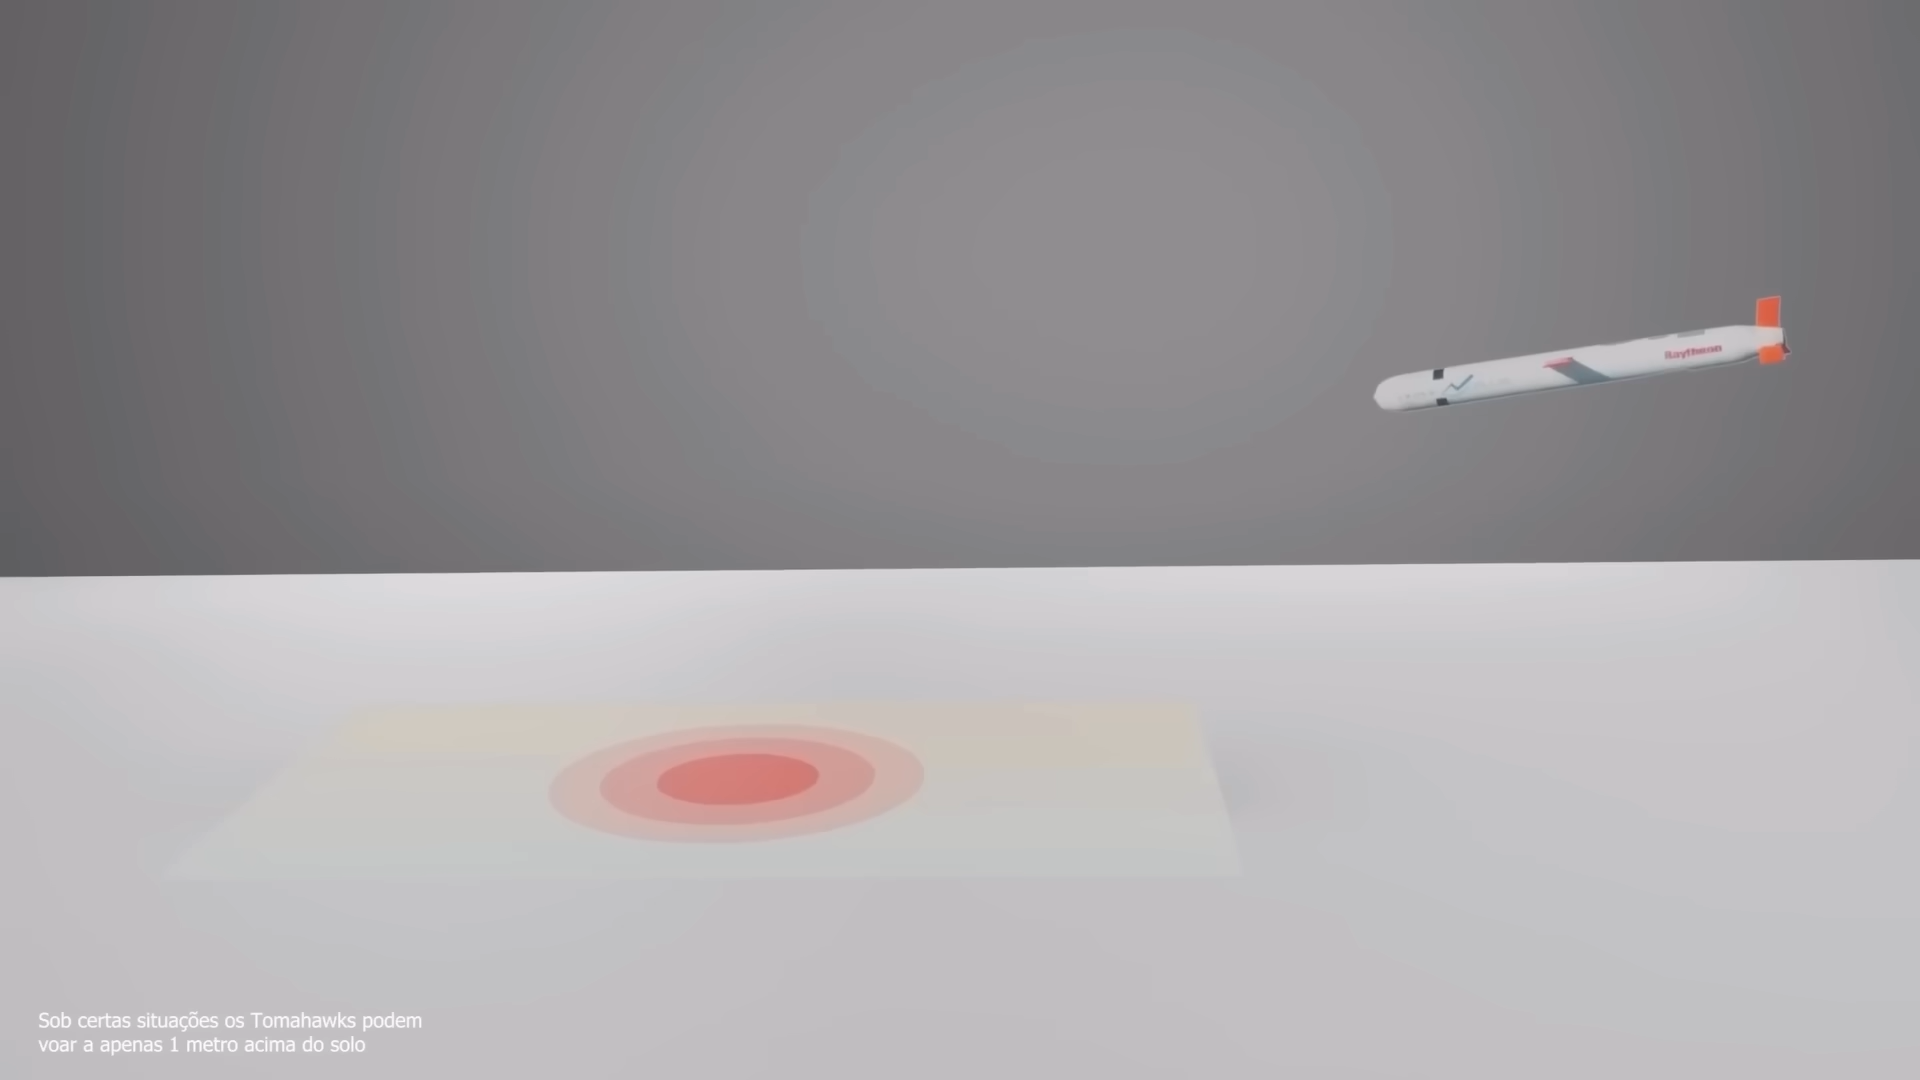 Raytheon
Sob certas situações os Tomahawks podem
voar a apenas 1 metro acima do solo